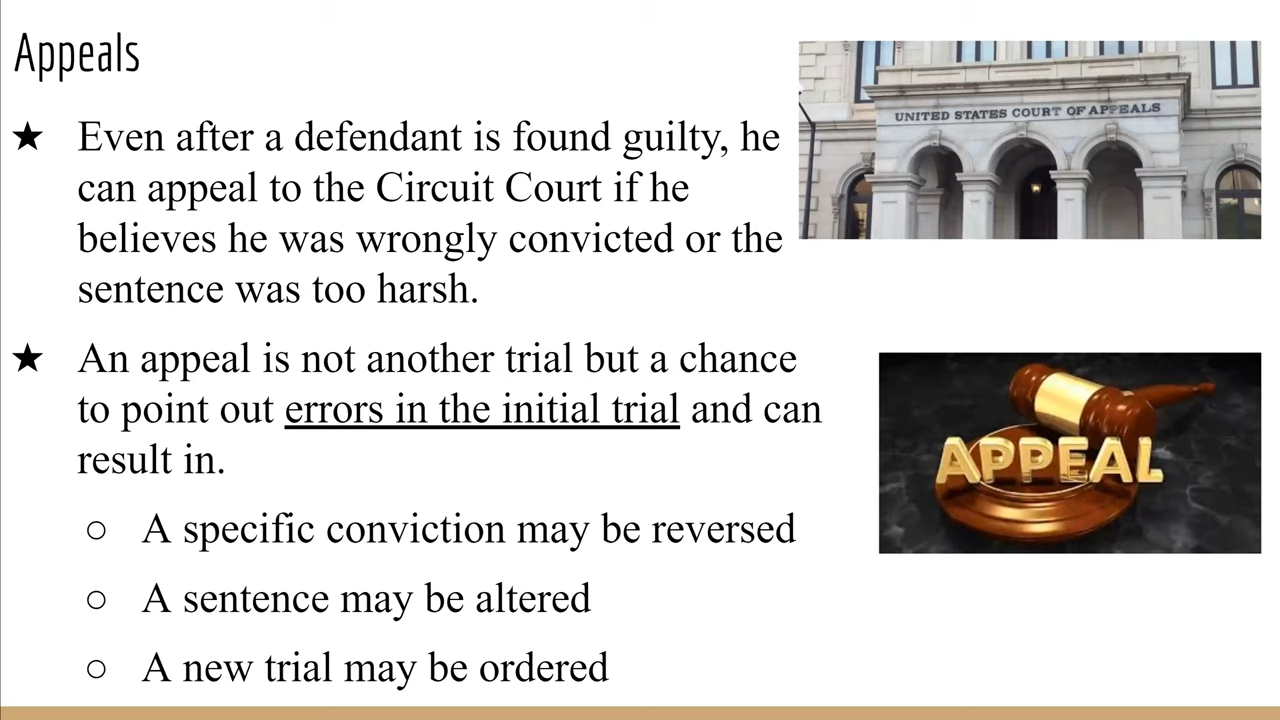 Appeals
★ Even after a defendant is found guilty, he
can appeal to the Circuit Court if he
believes he was wrongly convicted or the
sentence was too harsh.
★ An appeal is not another trial but a chance
to point out errors in the initial trial and can
result in.
○ A specific conviction may be reversed
○ A sentence may be altered
○ A new trial may be ordered
UNITED STATES COURT OF APPEALS
APPEAL